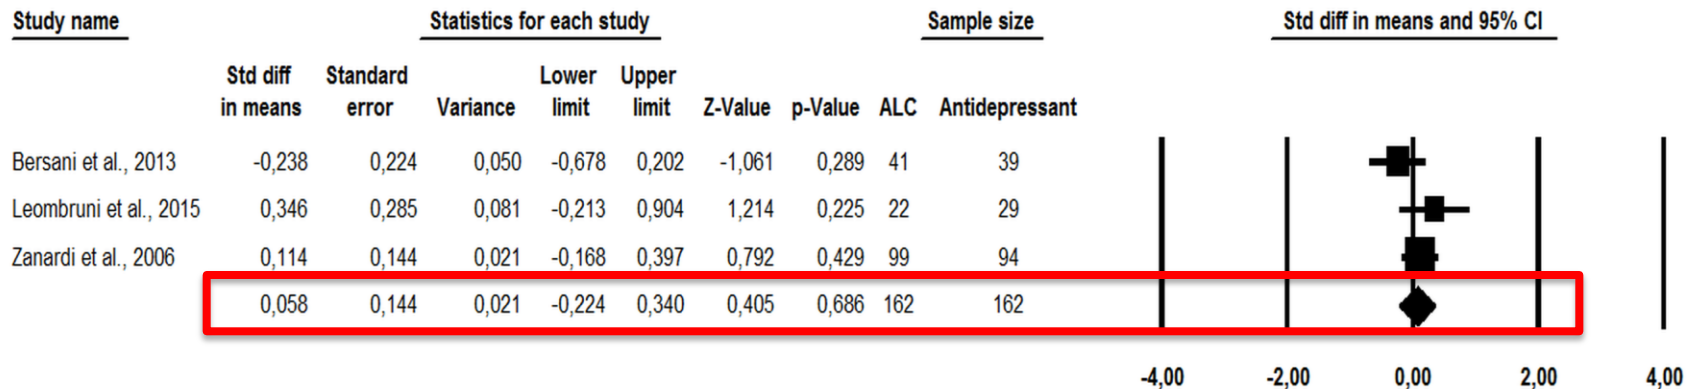 Study name Statistics for each study Sample size Std diff in means and 95% CI
Std diff Standard Lower Upper
in means error Variance limit limit Z-Value p-Value ALC Antidepressant
Bersani et al., 2013 -0,238 0,224 0,050 -0,678 0,202 -1,061 0,289 41 39
Leombruni et al., 2015 0,346 0,285 0,081 -0,213 0,904 1,214 0,225 22 29
Zanardi et al., 2006 0,114 0,144 0,021 -0,168 0,397 0,792 0,429 99 94
0,058 0,144 0,021 -0,224 0,340 0,405 0,686 162 162
-4,00 -2,00 0,00 2,00 4,00